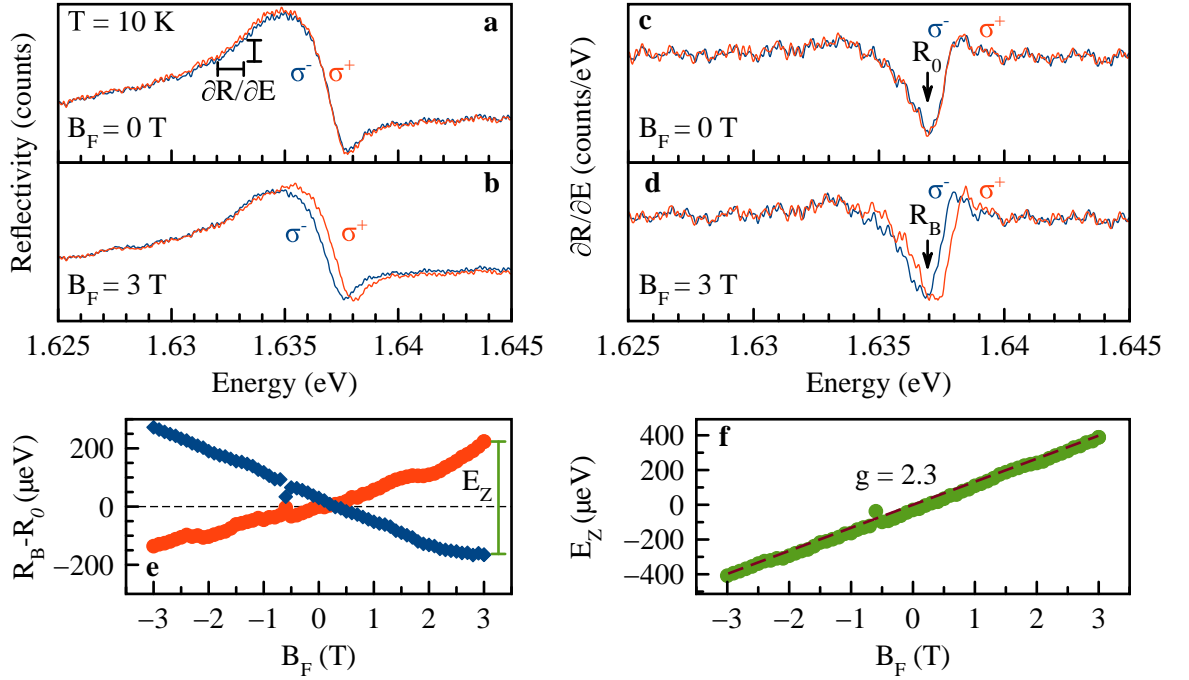 T = 10 K
a
σ⁻ σ⁺
∂R/∂E
B_F = 0 T
b
σ⁻ σ⁺
B_F = 3 T
Reflectivity (counts)
1.625 1.63 1.635 1.64 1.645
Energy (eV)
c
σ⁻ σ⁺
R₀
B_F = 0 T
d
σ⁻ σ⁺
R_B
B_F = 3 T
∂R/∂E (counts/eV)
1.625 1.63 1.635 1.64 1.645
Energy (eV)
200
0
−200
R_B-R₀ (μeV)
E_Z
e
−3 −2 −1 0 1 2 3
B_F (T)
f
400
200
0
−200
−400
E_Z (μeV)
g = 2.3
−3 −2 −1 0 1 2 3
B_F (T)